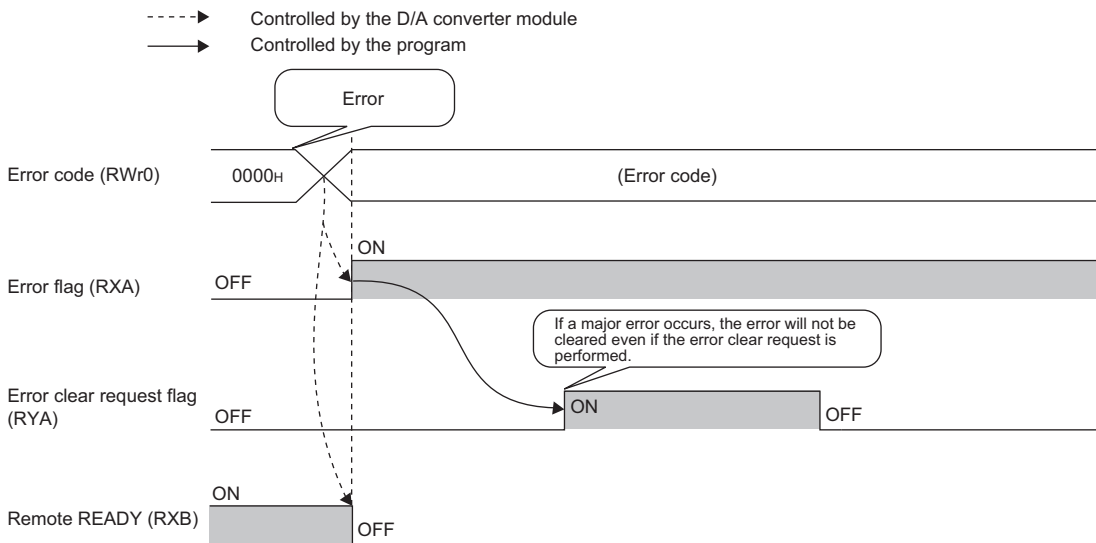 Controlled by the D/A converter module
Controlled by the program
Error
Error code (RWr0)
0000H
(Error code)
ON
Error flag (RXA)
OFF
If a major error occurs, the error will not be
cleared even if the error clear request is
performed.
Error clear request flag
(RYA)
OFF
ON
OFF
ON
Remote READY (RXB)
OFF